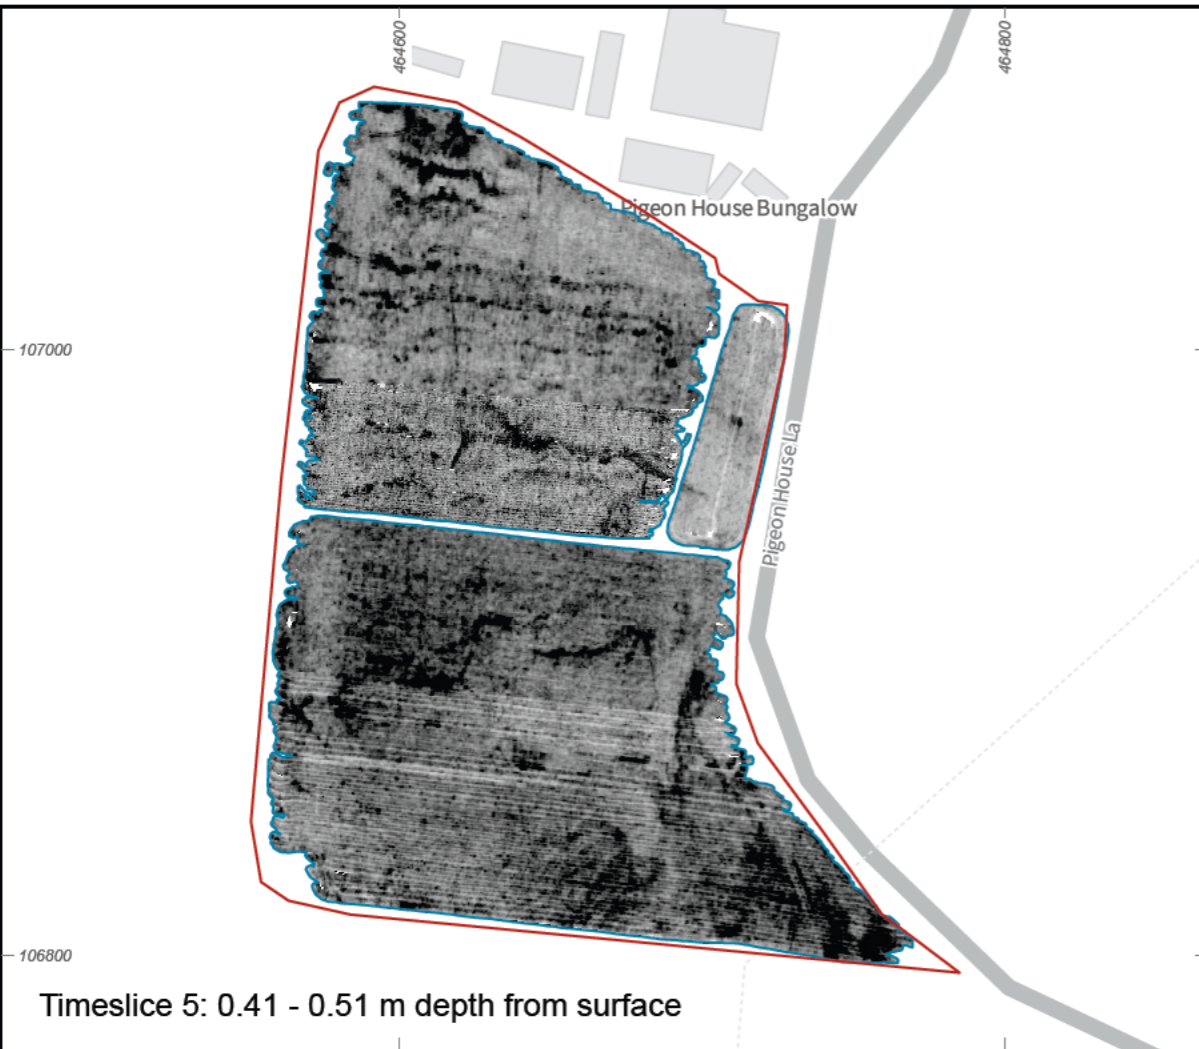 464600
464800
Pigeon House Bungalow
107000
Pigeon House La
106800
Timeslice 5: 0.41 - 0.51 m depth from surface